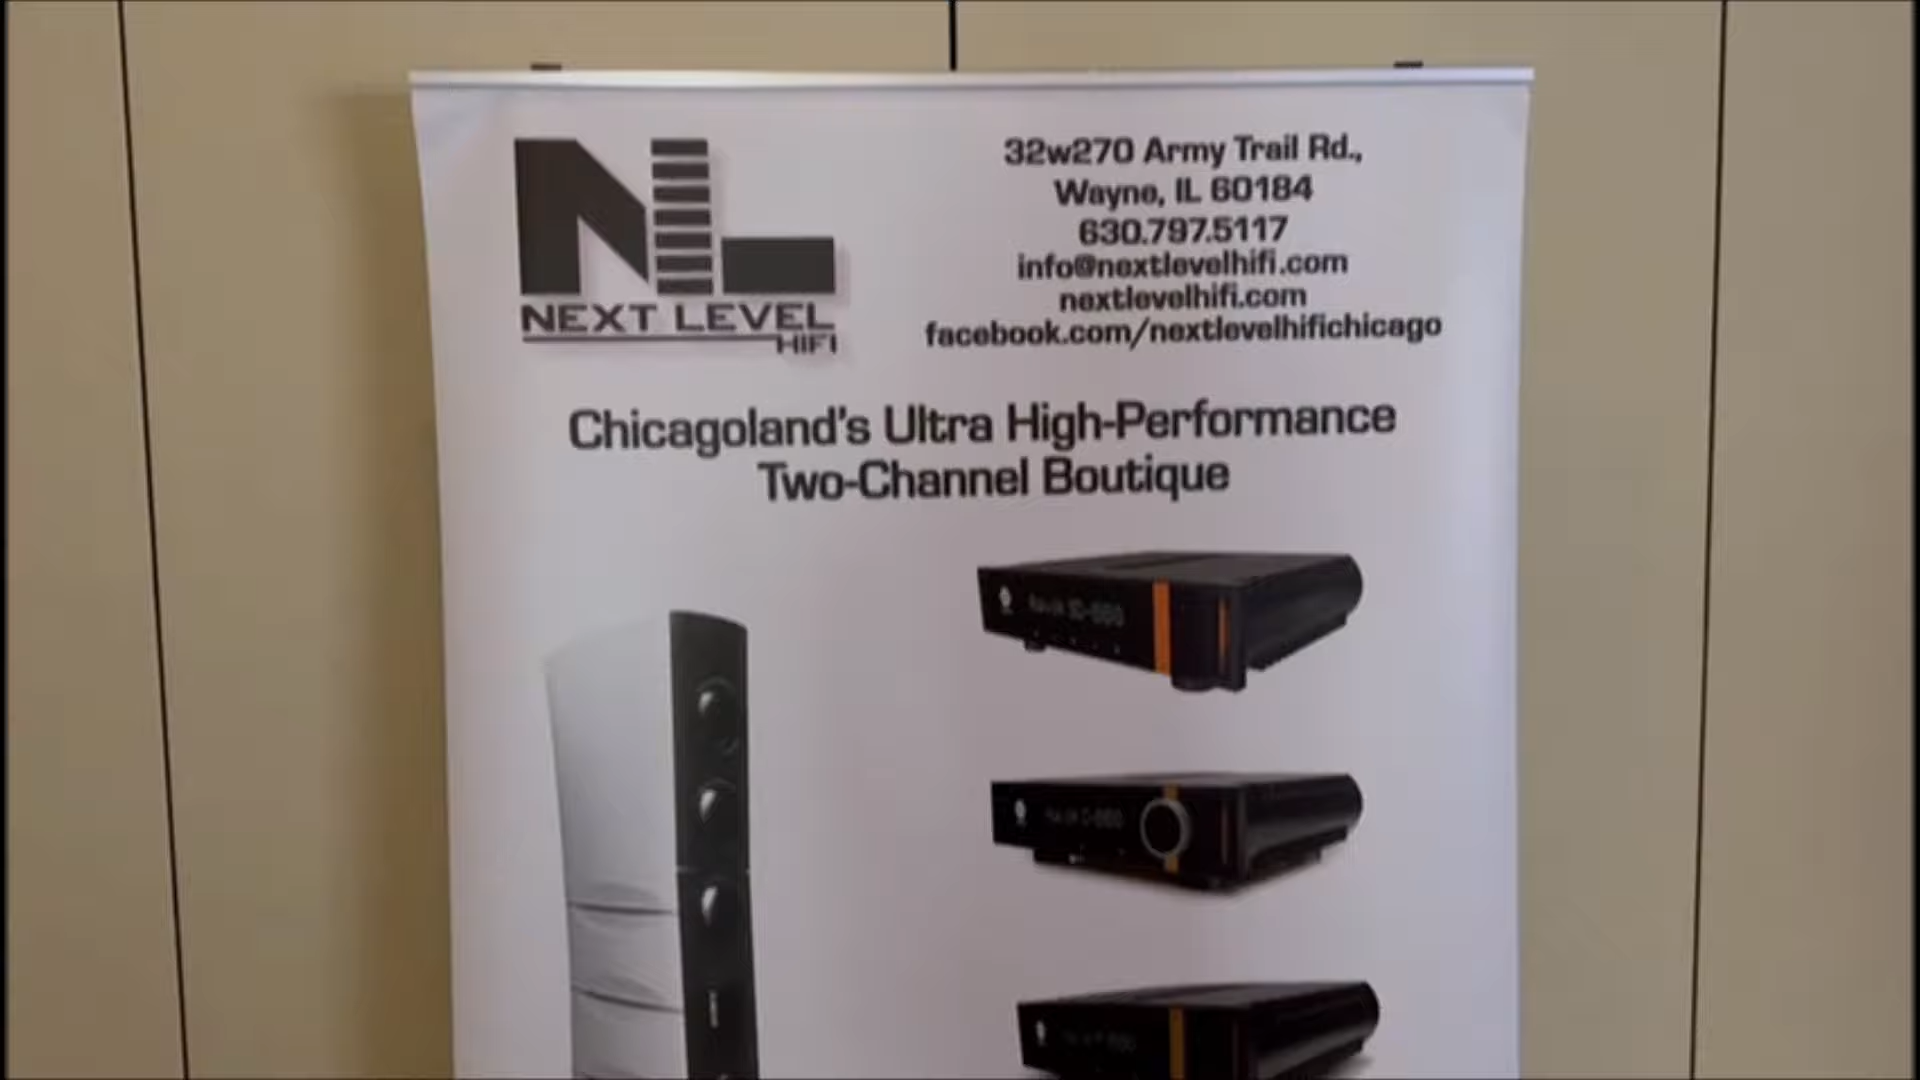 NL
NEXT LEVEL
HIFI
32w270 Army Trail Rd.,
Wayne, IL 60184
630.797.5117
info@nextlevelhifi.com
nextlevelhifi.com
facebook.com/nextlevelhifichicago
Chicagoland's Ultra High-Performance
Two-Channel Boutique